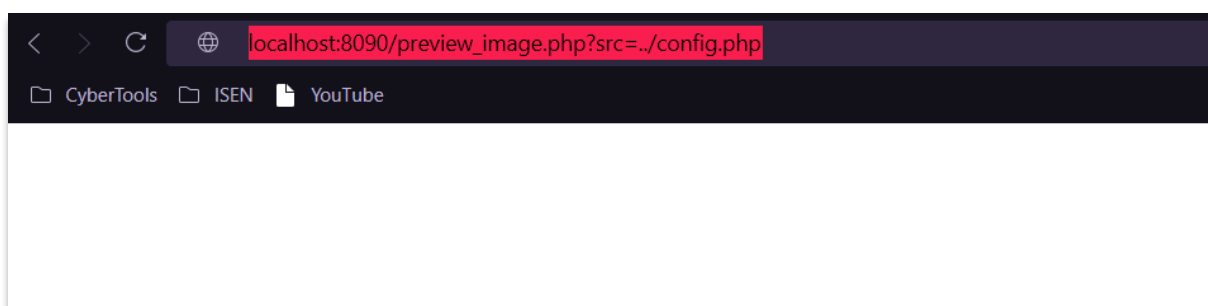 localhost:8090/preview_image.php?src=../config.php
CyberTools ISEN YouTube